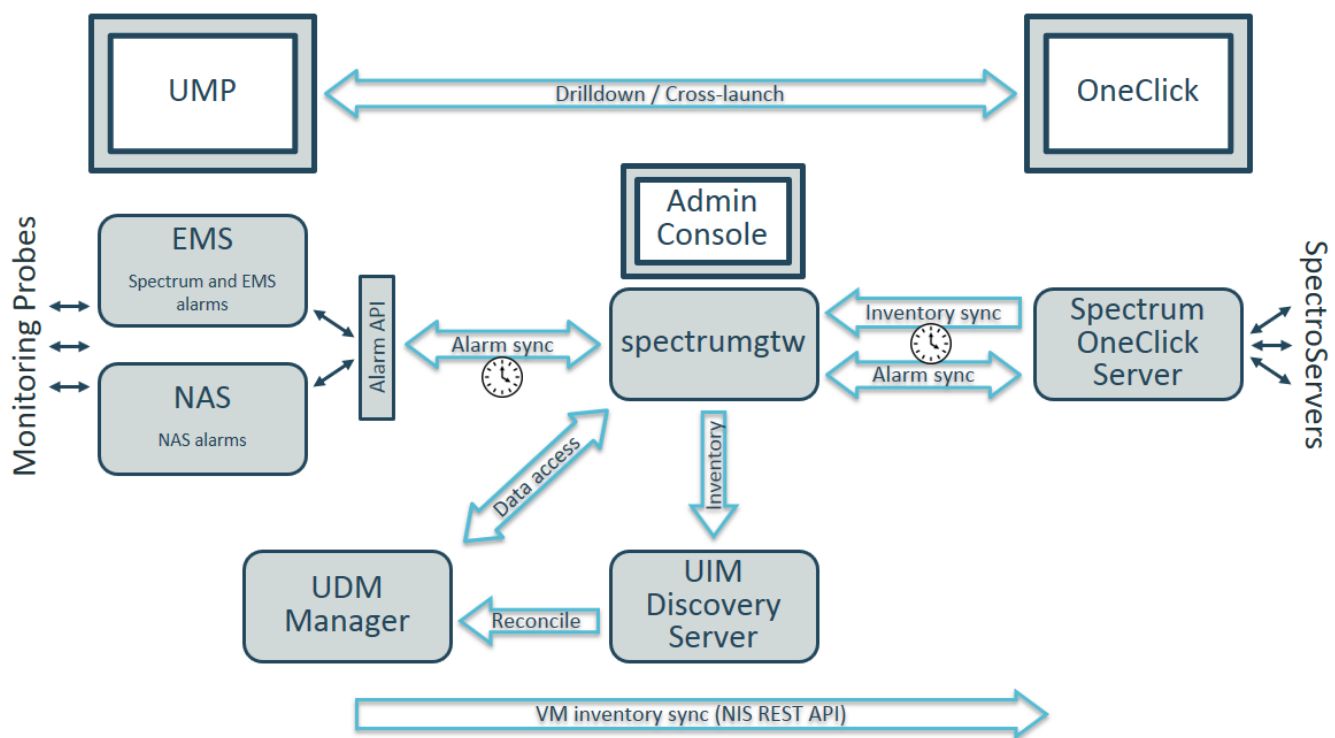 UMP
Drilldown / Cross-launch
OneClick
Admin
Console
Monitoring Probes
EMS
Spectrum and EMS
alarms
NAS
NAS alarms
Alarm API
Alarm sync
spectrumgtw
Inventory sync
Alarm sync
Spectrum
OneClick
Server
SpectroServers
Data access
Inventory
UDM
Manager
Reconcile
UIM
Discovery
Server
VM inventory sync (NIS REST API)